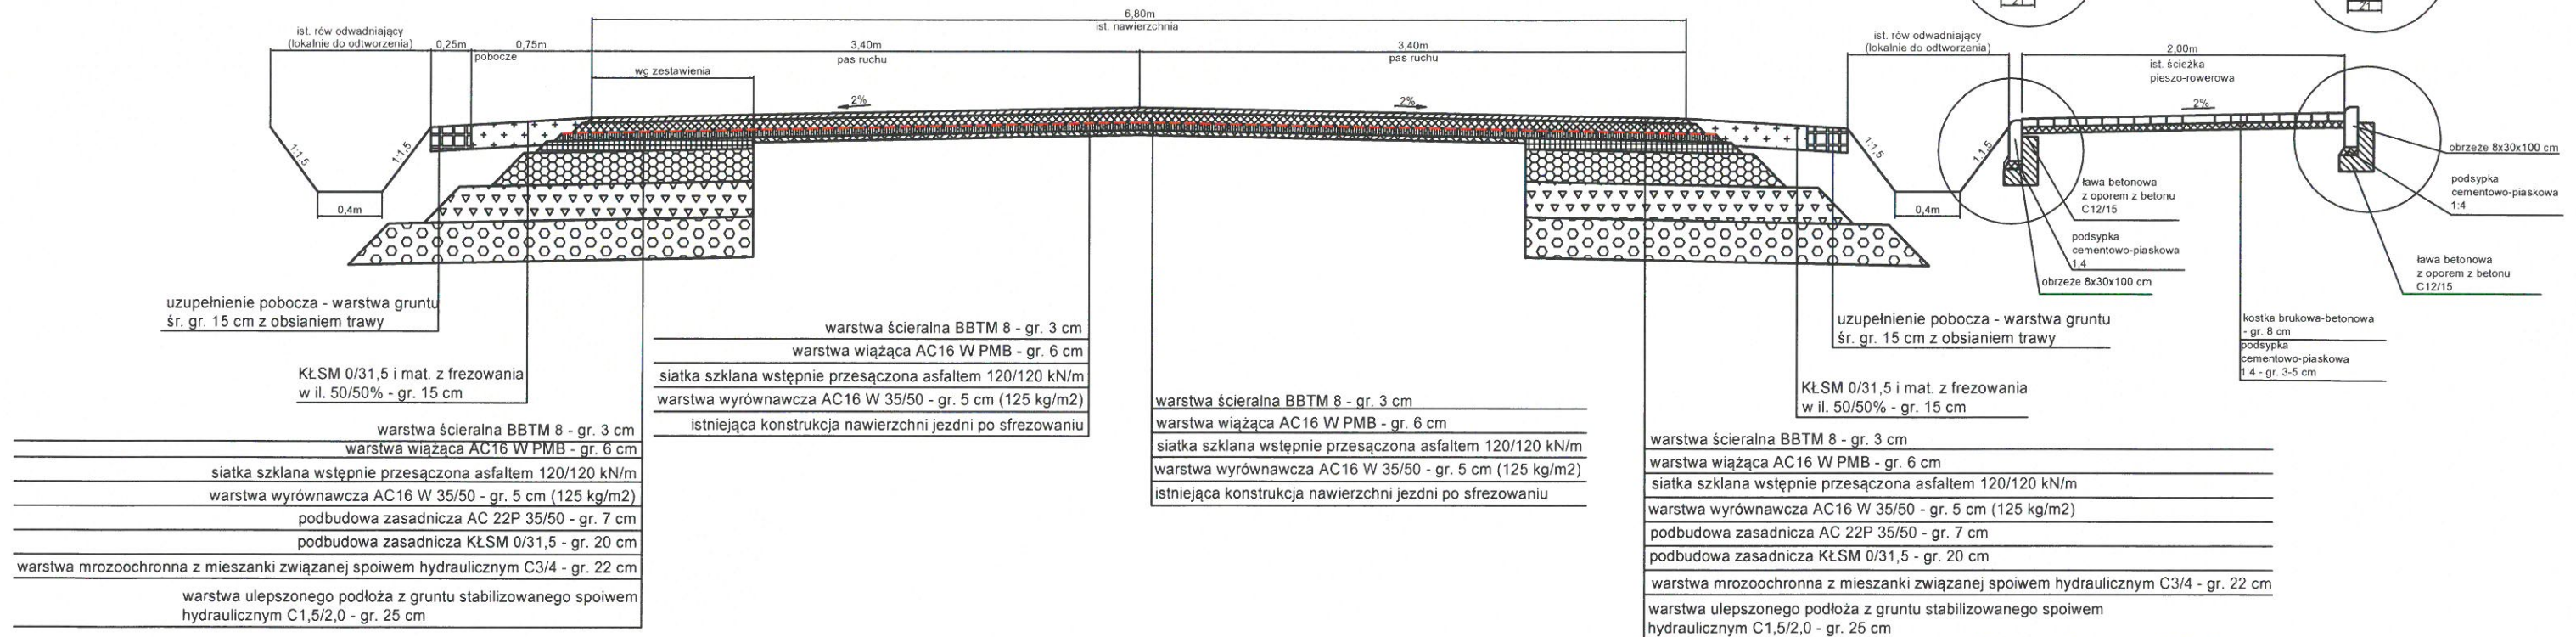 6,80m
ist. nawierzchnia
21
21
ist. rów odwadniający
(lokalnie do odtworzenia)
0,25m
0,75m
pobocze
3,40m
pas ruchu
3,40m
pas ruchu
wg zestawienia
ist. rów odwadniający
(lokalnie do odtworzenia)
2,00m
ist. ścieżka
pieszo-rowerowa
2%
2%
2%
1:1,5
1:1,5
1:1,5
1:1,5
0,4m
0,4m
obrzeże 8x30x100 cm
podsypka
cementowo-piaskowa
1:4
ława betonowa
z oporem z betonu
C12/15
podsypka
cementowo-piaskowa
1:4
obrzeże 8x30x100 cm
ława betonowa
z oporem z betonu
C12/15
kostka brukowa-betonowa
- gr. 8 cm
podsypka
cementowo-piaskowa
1:4 - gr. 3-5 cm
uzupełnienie pobocza - warstwa gruntu
śr. gr. 15 cm z obsianiem trawy
KŁSM 0/31,5 i mat. z frezowania
w il. 50/50% - gr. 15 cm
warstwa ścieralna BBTM 8 - gr. 3 cm
warstwa wiążąca AC16 W PMB - gr. 6 cm
siatka szklana wstępnie przesączona asfaltem 120/120 kN/m
warstwa wyrównawcza AC16 W 35/50 - gr. 5 cm (125 kg/m2)
podbudowa zasadnicza AC 22P 35/50 - gr. 7 cm
podbudowa zasadnicza KŁSM 0/31,5 - gr. 20 cm
warstwa mrozoochronna z mieszanki związanej spoiwem hydraulicznym C3/4 - gr. 22 cm
warstwa ulepszonego podłoża z gruntu stabilizowanego spoiwem
hydraulicznym C1,5/2,0 - gr. 25 cm
warstwa ścieralna BBTM 8 - gr. 3 cm
warstwa wiążąca AC16 W PMB - gr. 6 cm
siatka szklana wstępnie przesączona asfaltem 120/120 kN/m
warstwa wyrównawcza AC16 W 35/50 - gr. 5 cm (125 kg/m2)
istniejąca konstrukcja nawierzchni jezdni po sfrezowaniu
warstwa ścieralna BBTM 8 - gr. 3 cm
warstwa wiążąca AC16 W PMB - gr. 6 cm
siatka szklana wstępnie przesączona asfaltem 120/120 kN/m
warstwa wyrównawcza AC16 W 35/50 - gr. 5 cm (125 kg/m2)
istniejąca konstrukcja nawierzchni jezdni po sfrezowaniu
uzupełnienie pobocza - warstwa gruntu
śr. gr. 15 cm z obsianiem trawy
KŁSM 0/31,5 i mat. z frezowania
w il. 50/50% - gr. 15 cm
warstwa ścieralna BBTM 8 - gr. 3 cm
warstwa wiążąca AC16 W PMB - gr. 6 cm
siatka szklana wstępnie przesączona asfaltem 120/120 kN/m
warstwa wyrównawcza AC16 W 35/50 - gr. 5 cm (125 kg/m2)
podbudowa zasadnicza AC 22P 35/50 - gr. 7 cm
podbudowa zasadnicza KŁSM 0/31,5 - gr. 20 cm
warstwa mrozoochronna z mieszanki związanej spoiwem hydraulicznym C3/4 - gr. 22 cm
warstwa ulepszonego podłoża z gruntu stabilizowanego spoiwem
hydraulicznym C1,5/2,0 - gr. 25 cm